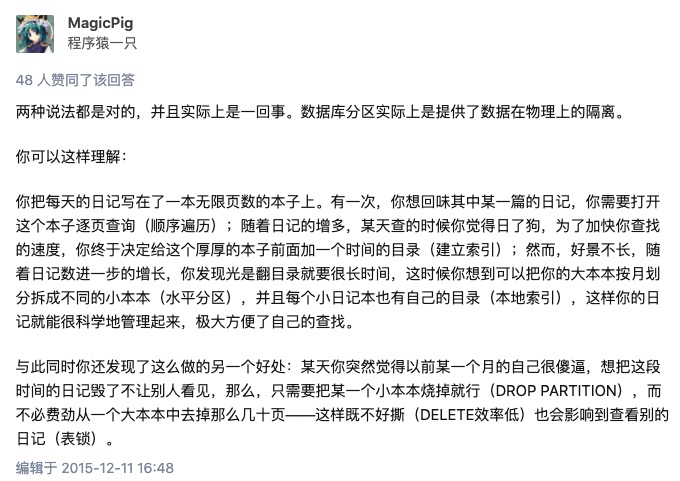 MagicPig
程序猿一只
48 人赞同了该回答
两种说法都是对的，并且实际上是一回事。数据库分区实际上是提供了数据在物理上的隔离。
你可以这样理解：
你把每天的日记写在了一本无限页数的本子上。有一次，你想回味其中某一篇的日记，你需要打开
这个本子逐页查询（顺序遍历）；随着日记的增多，某天查的时候你觉得日了狗，为了加快你查找
的速度，你终于决定给这个厚厚的本子前面加一个时间的目录（建立索引）；然而，好景不长，随
着日记数进一步的增长，你发现光是翻目录就要很长时间，这时候你想到可以把你的大本本按月划
分拆成不同的小本本（水平分区），并且每个小日记本也有自己的目录（本地索引），这样你的日
记就能很科学地管理起来，极大方便了自己的查找。
与此同时你还发现了这么做的另一个好处：某天你突然觉得以前某一个月的自己很傻逼，想把这段
时间的日记毁了不让别人看见，那么，只需要把某一个小本本烧掉就行（DROP PARTITION），而
不必费劲从一个大本本中去掉那么几十页——这样既不好撕（DELETE效率低）也会影响到查看别的
日记（表锁）。
编辑于 2015-12-11 16:48